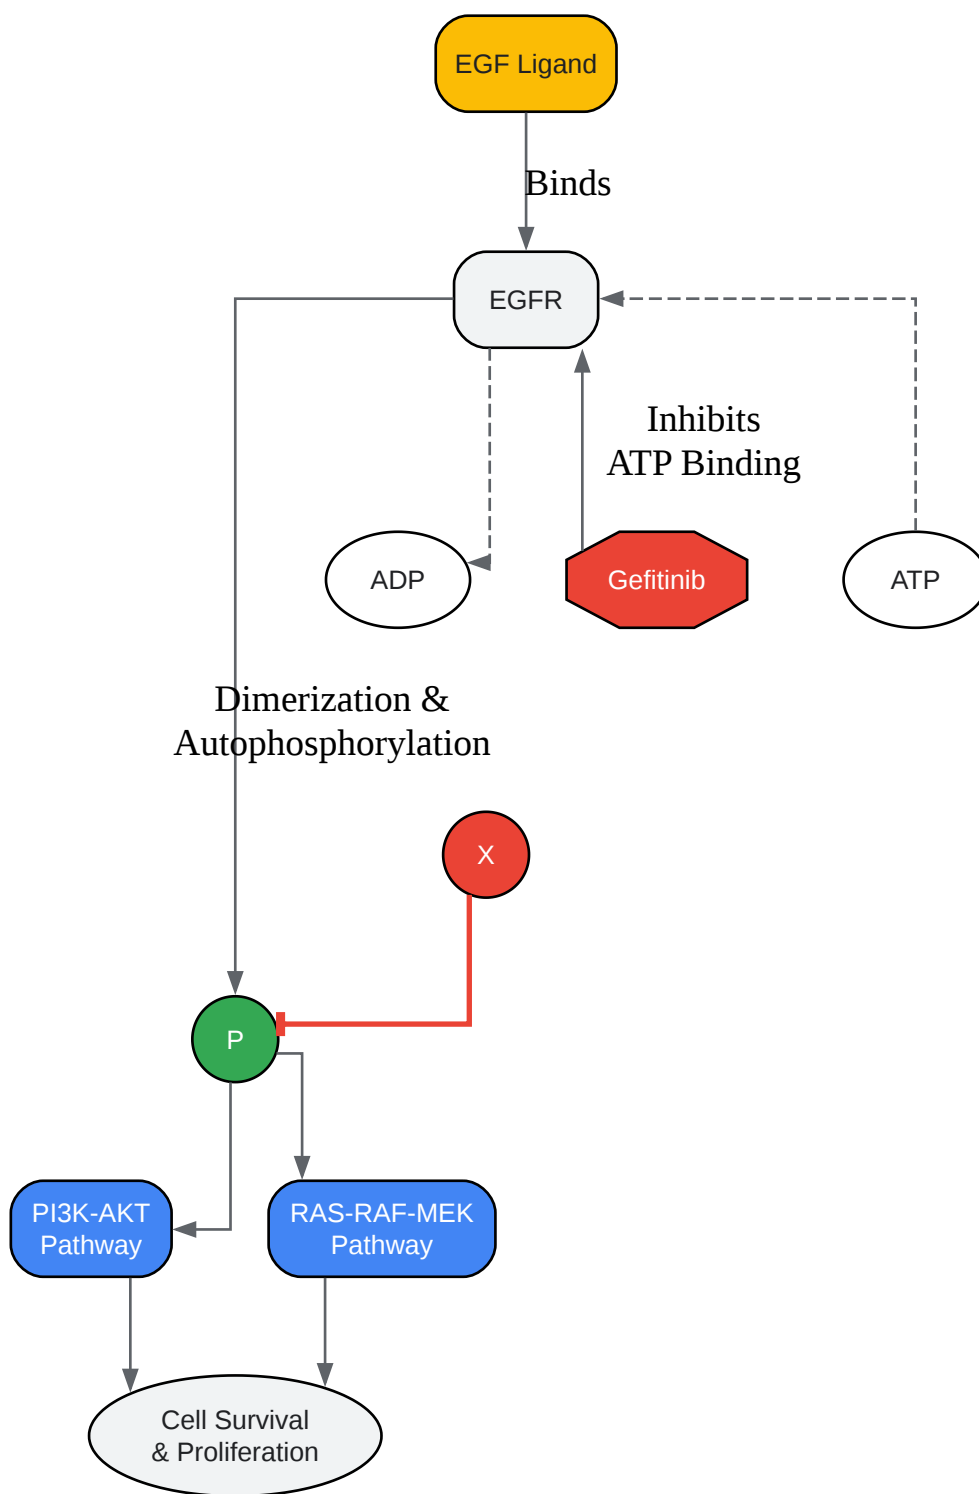 EGF Ligand
Binds
EGFR
Inhibits
ATP Binding
ADP
Gefitinib
ATP
Dimerization &
Autophosphorylation
X
P
PI3K-AKT
Pathway
RAS-RAF-MEK
Pathway
Cell Survival
& Proliferation